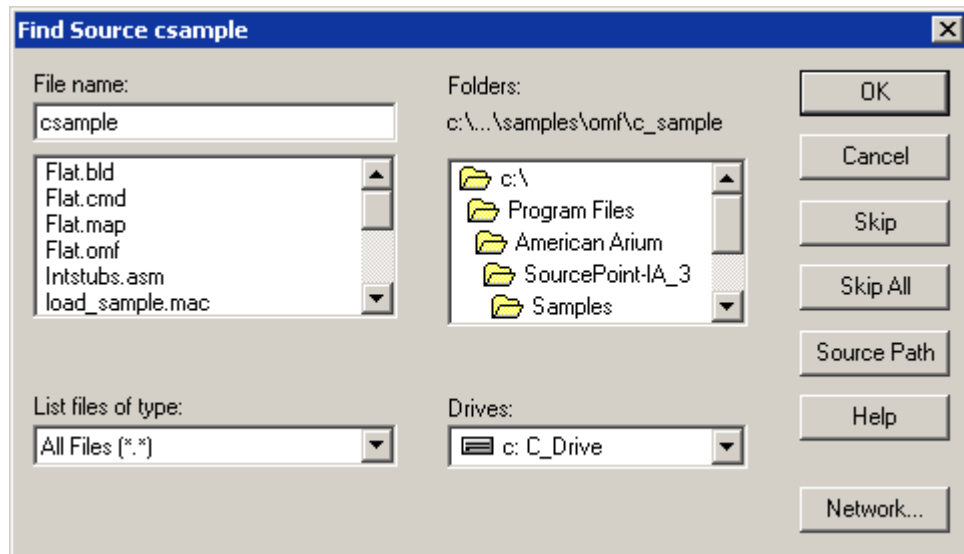 Find Source csample
File name:
csample
Flat.bld
Flat.cmd
Flat.map
Flat.omf
Intstubs.asm
load_sample.mac
List files of type:
All Files (*.*)
Folders:
c:\...\samples\omf\c_sample
c:\
Program Files
American Arium
SourcePoint-IA_3
Samples
Drives:
c: C_Drive
OK
Cancel
Skip
Skip All
Source Path
Help
Network...